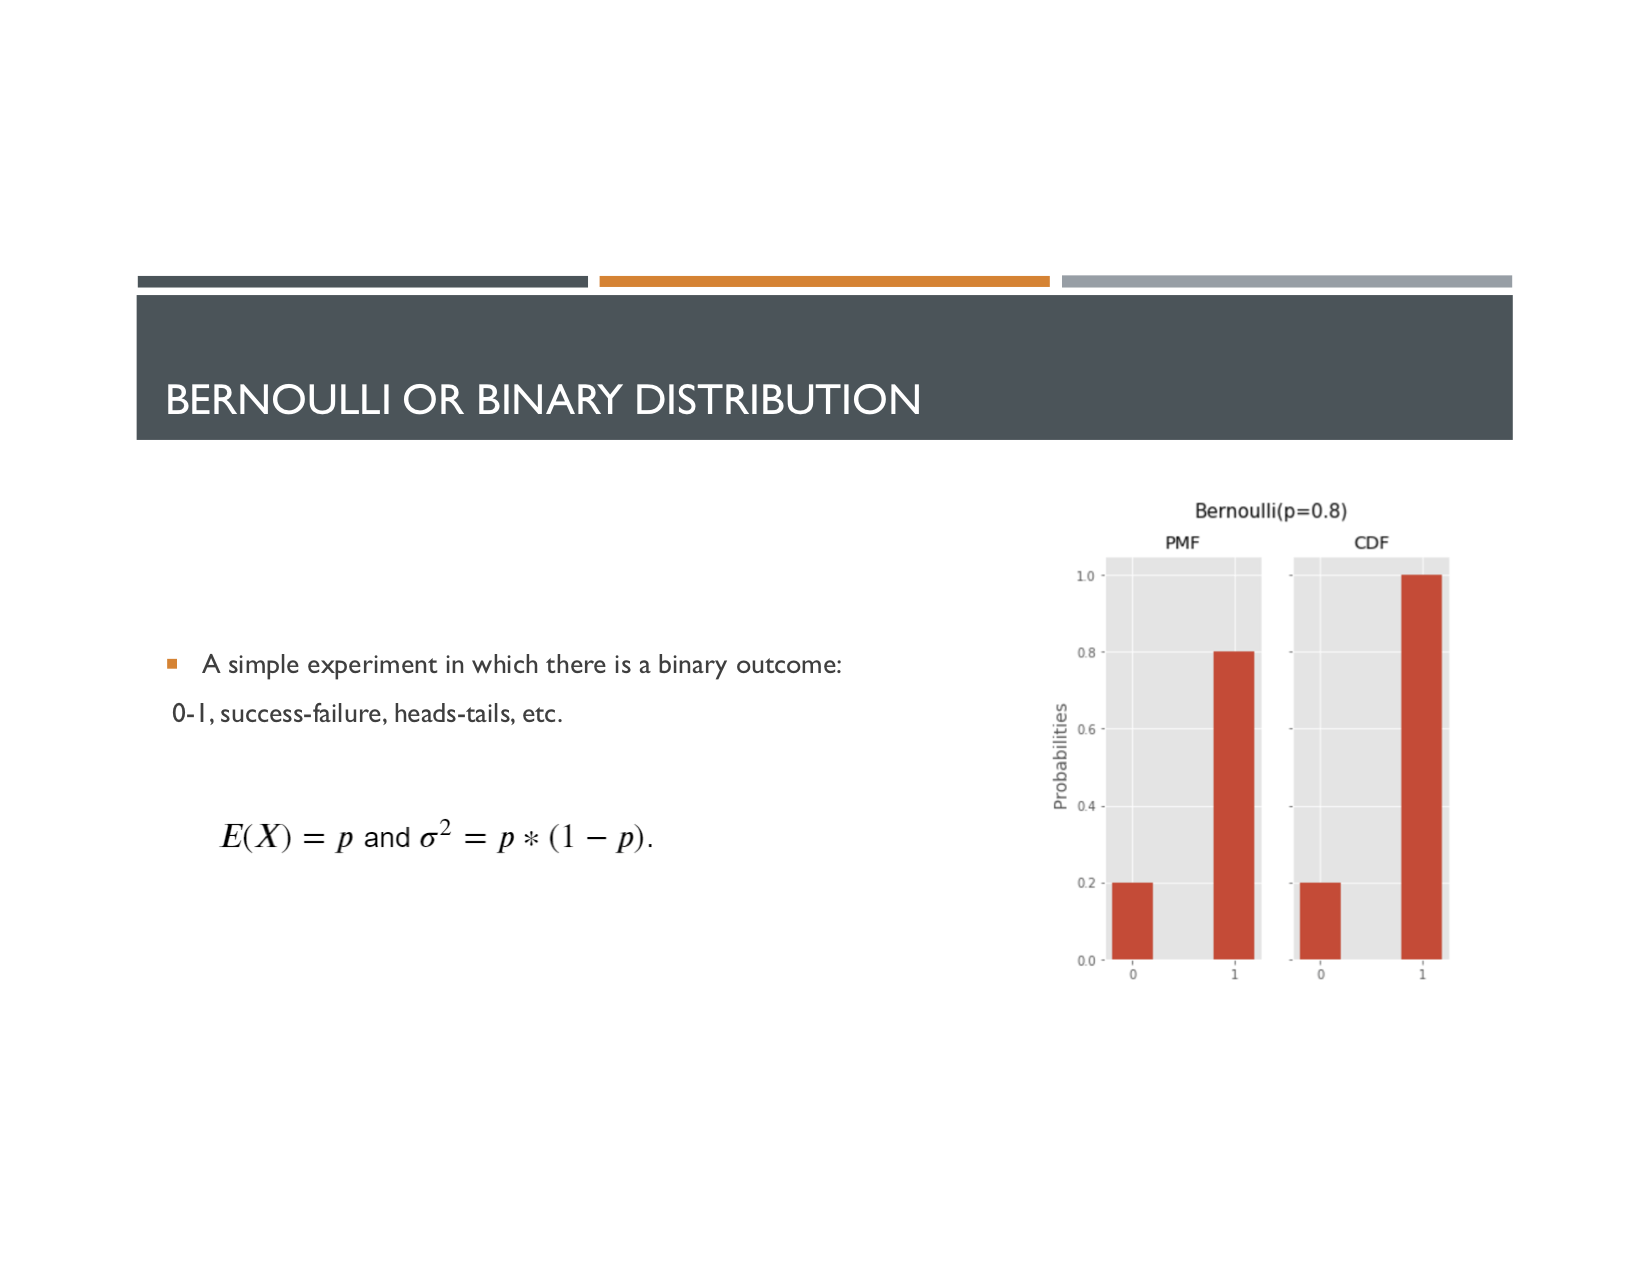 BERNOULLI OR BINARY DISTRIBUTION
A simple experiment in which there is a binary outcome:
0-1, success-failure, heads-tails, etc.
E(X) = p and σ² = p ∗ (1 − p).
Bernoulli(p=0.8)
PMF
CDF
Probabilities
1.0
0.8
0.6
0.4
0.2
0.0
0 1
0 1